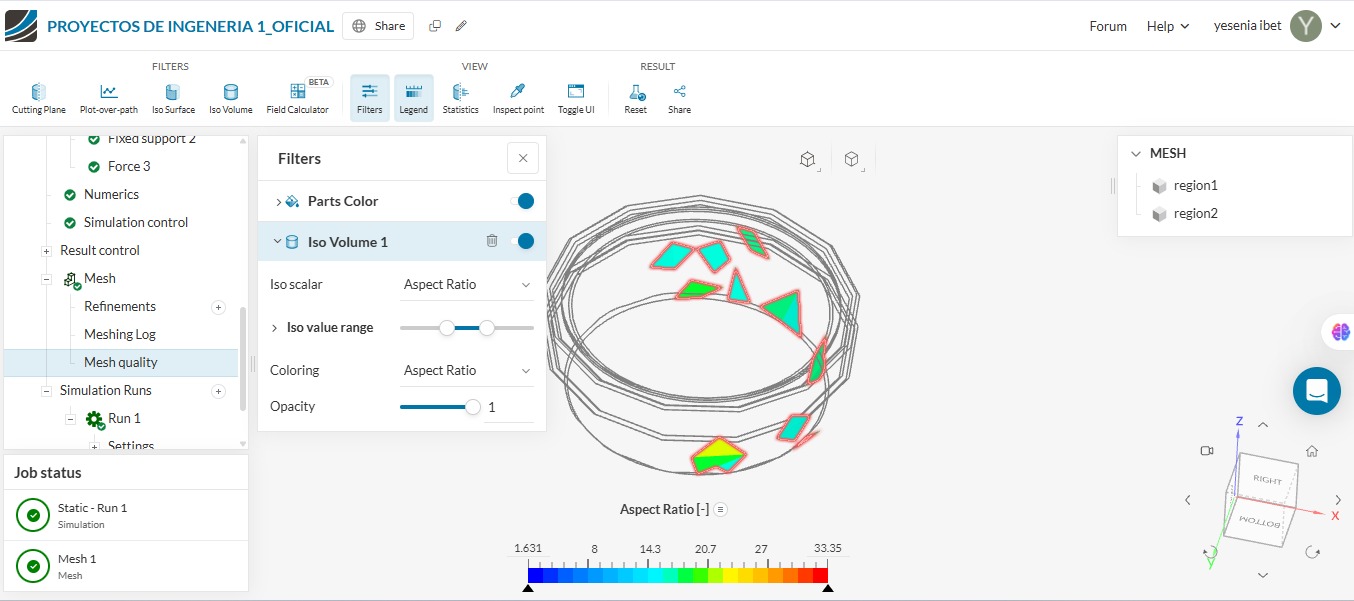 PROYECTOS DE INGENERIA 1_OFICIAL
Share
Forum
Help
yesenia ibet
Y
FILTERS
VIEW
RESULT
Cutting Plane
Plot-over-path
Iso Surface
Iso Volume
Field Calculator
BETA
Filters
Legend
Statistics
Inspect point
Toggle UI
Reset
Share
Fixed support 2
Force 3
Numerics
Simulation control
Result control
Mesh
Refinements
Meshing Log
Mesh quality
Simulation Runs
Run 1
Settings
Job status
Static - Run 1
Simulation
Mesh 1
Mesh
Filters
Parts Color
Iso Volume 1
Iso scalar
Aspect Ratio
Iso value range
Coloring
Aspect Ratio
Opacity
1
Aspect Ratio [-]
1.631 8 14.3 20.7 27 33.35
MESH
region1
region2
Z
RIGHT
BOTTOM
X
Y